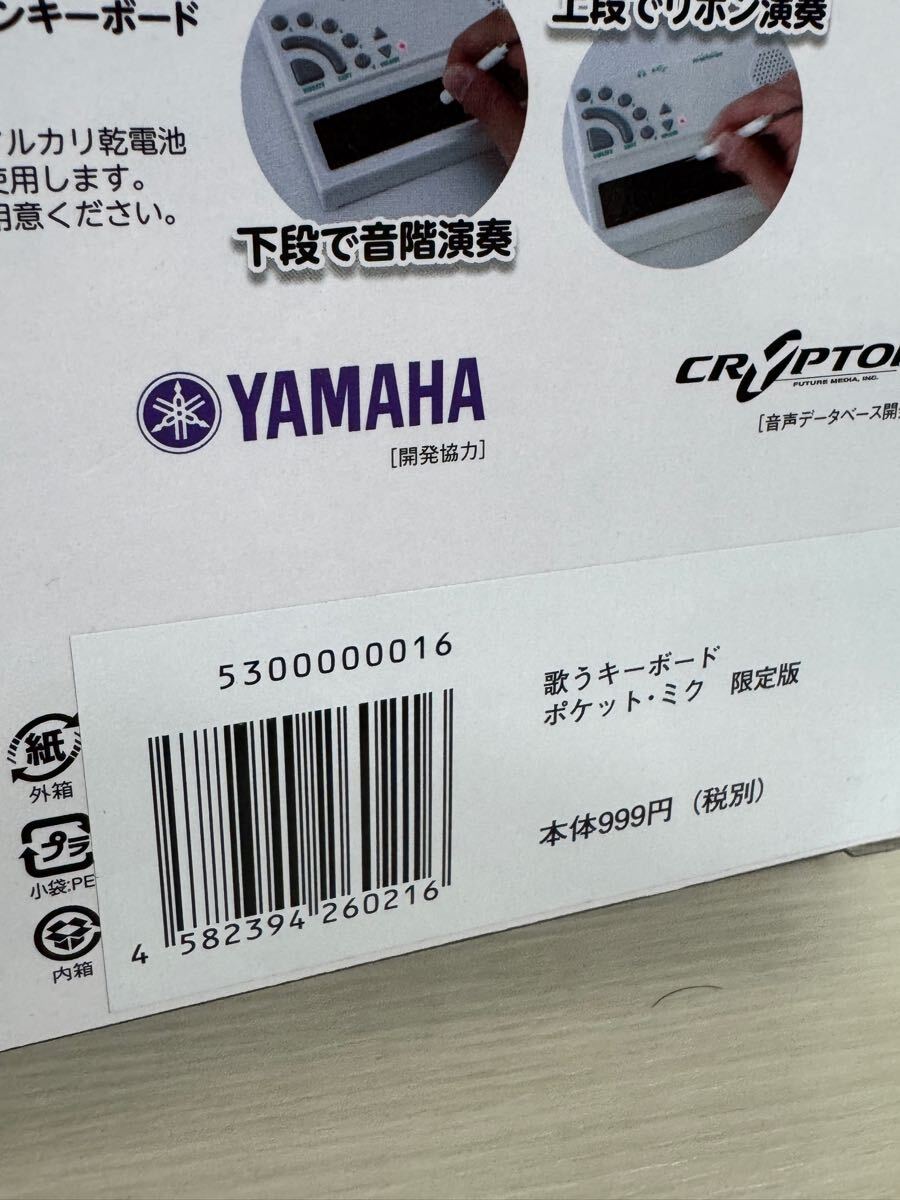 ンキーボード
上段でリボン演奏
アルカリ乾電池
使用します。
用意ください。
下段で音階演奏
YAMAHA
[開発協力]
CRYPTO
FUTURE MEDIA, INC.
[音声データベース開
5300000016
歌うキーボード
ポケット・ミク 限定版
本体999円（税別）
4 582394 260216
紙
外箱
プラ
小袋:PE
内箱